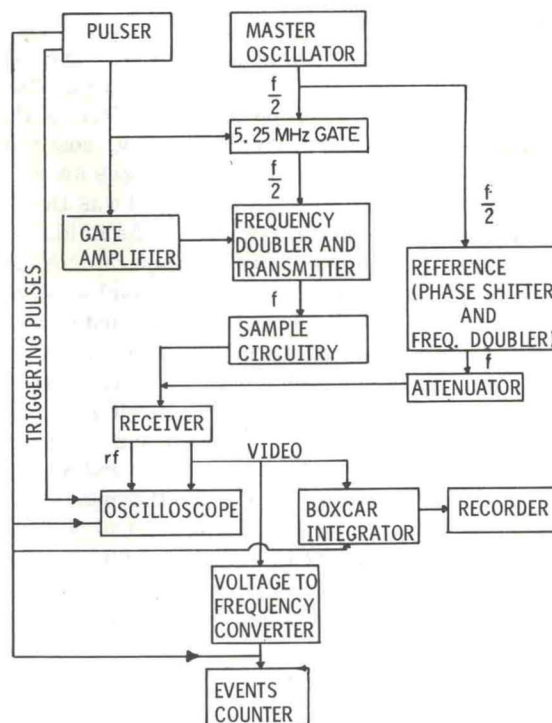 PULSER
MASTER
OSCILLATOR
f/2
5.25 MHz GATE
f/2
f/2
GATE
AMPLIFIER
FREQUENCY
DOUBLER AND
TRANSMITTER
REFERENCE
(PHASE SHIFTER
AND
FREQ. DOUBLER)
f
f
SAMPLE
CIRCUITRY
ATTENUATOR
TRIGGERING PULSES
RECEIVER
rf
VIDEO
OSCILLOSCOPE
BOXCAR
INTEGRATOR
RECORDER
VOLTAGE TO
FREQUENCY
CONVERTER
EVENTS
COUNTER